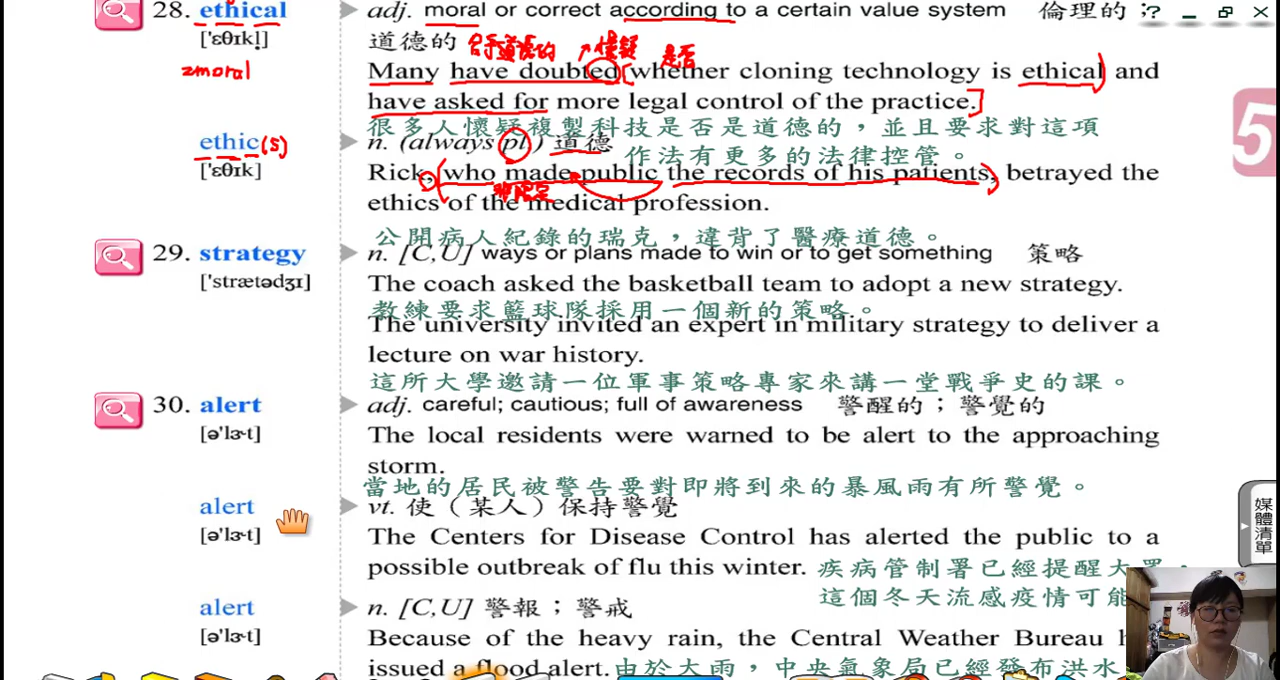 28. ethical adj. moral or correct according to a certain value system 倫理的；
['ɛθɪkl̩] 道德的 合乎道德的 懷疑 是否
moral Many have doubted [whether cloning technology is ethical) and
have asked for more legal control of the practice.]
很多人懷疑複製科技是否是道德的，並且要求對這項
ethic(s) n. (always pl.) 道德 作法有更多的法律控管。
['ɛθɪk] Rick, (who made public the records of his patients,) betrayed the
非限定
ethics of the medical profession.
公開病人紀錄的瑞克，違背了醫療道德。
29. strategy n. [C,U] ways or plans made to win or to get something 策略
['strætədʒɪ] The coach asked the basketball team to adopt a new strategy.
教練要求籃球隊採用一個新的策略。
The university invited an expert in military strategy to deliver a
lecture on war history.
這所大學邀請一位軍事策略專家來講一堂戰爭史的課。
30. alert adj. careful; cautious; full of awareness 警醒的；警覺的
[ə'lɝt] The local residents were warned to be alert to the approaching
storm.
當地的居民被警告要對即將到來的暴風雨有所警覺。
alert vt. 使（某人）保持警覺
[ə'lɝt] The Centers for Disease Control has alerted the public to a
possible outbreak of flu this winter. 疾病管制署已經提醒大眾，
這個冬天流感疫情可能
alert n. [C,U] 警報；警戒
[ə'lɝt] Because of the heavy rain, the Central Weather Bureau
issued a flood alert. 由於大雨，中央氣象局已經發布洪水
5
媒體清單